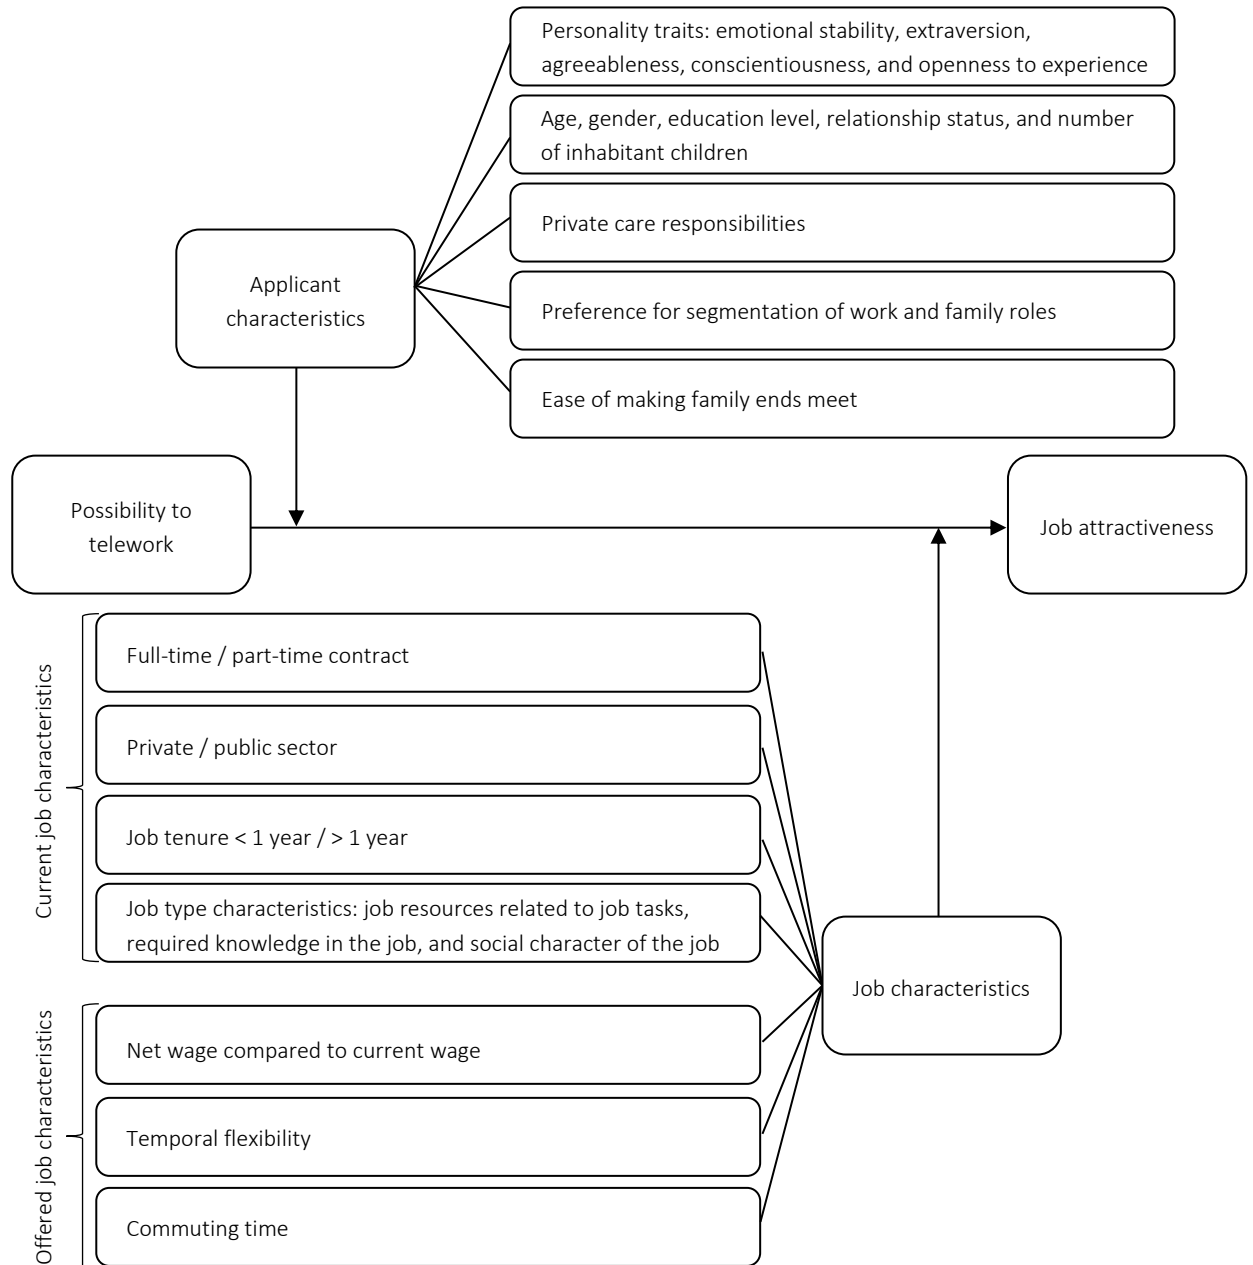 Personality traits: emotional stability, extraversion,
agreeableness, conscientiousness, and openness to experience
Age, gender, education level, relationship status, and number
of inhabitant children
Private care responsibilities
Applicant
characteristics
Preference for segmentation of work and family roles
Ease of making family ends meet
Possibility to
telework
Job attractiveness
Current job characteristics
Full-time / part-time contract
Private / public sector
Job tenure < 1 year / > 1 year
Job type characteristics: job resources related to job tasks,
required knowledge in the job, and social character of the job
Job characteristics
Offered job characteristics
Net wage compared to current wage
Temporal flexibility
Commuting time